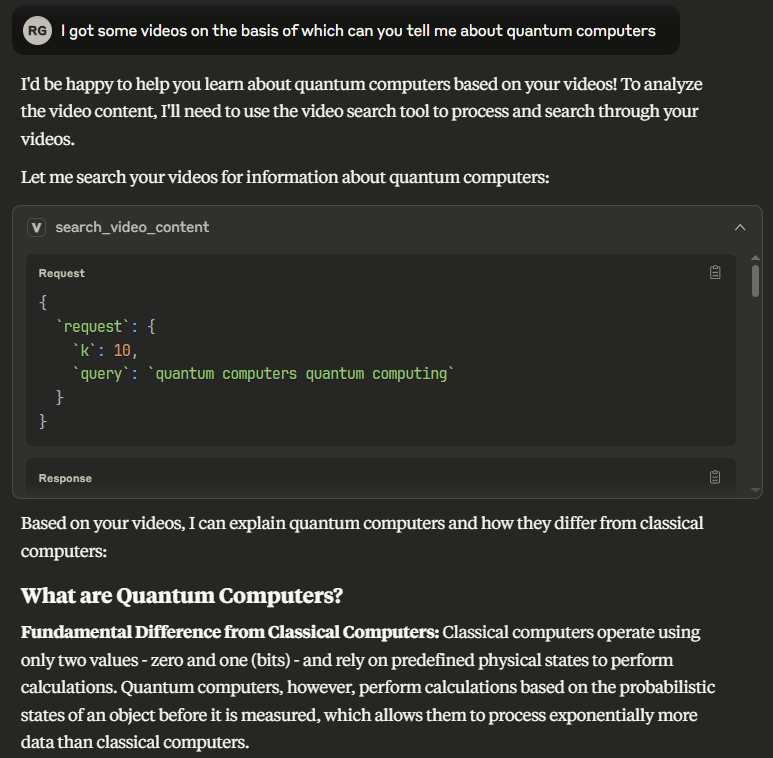 RG I got some videos on the basis of which can you tell me about quantum computers
I'd be happy to help you learn about quantum computers based on your videos! To analyze
the video content, I'll need to use the video search tool to process and search through your
videos.
Let me search your videos for information about quantum computers:
V search_video_content
Request
{
`request`: {
`k`: 10,
`query`: `quantum computers quantum computing`
}
}
Response
Based on your videos, I can explain quantum computers and how they differ from classical
computers:
What are Quantum Computers?
Fundamental Difference from Classical Computers: Classical computers operate using
only two values - zero and one (bits) - and rely on predefined physical states to perform
calculations. Quantum computers, however, perform calculations based on the probabilistic
states of an object before it is measured, which allows them to process exponentially more
data than classical computers.